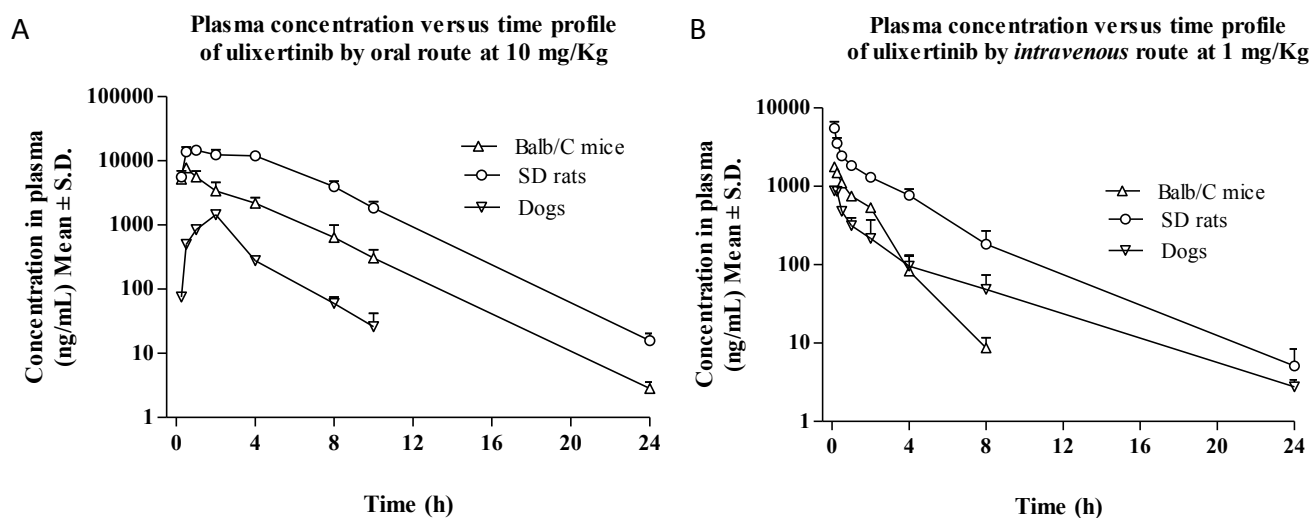 A
Plasma concentration versus time profile
of ulixertinib by oral route at 10 mg/Kg
Concentration in plasma
(ng/mL) Mean ± S.D.
100000
10000
1000
100
10
1
Balb/C mice
SD rats
Dogs
0 4 8 12 16 20 24
Time (h)
B
Plasma concentration versus time profile
of ulixertinib by intravenous route at 1 mg/Kg
Concentration in plasma
(ng/mL) Mean ± S.D.
10000
1000
100
10
1
Balb/C mice
SD rats
Dogs
0 4 8 12 16 20 24
Time (h)